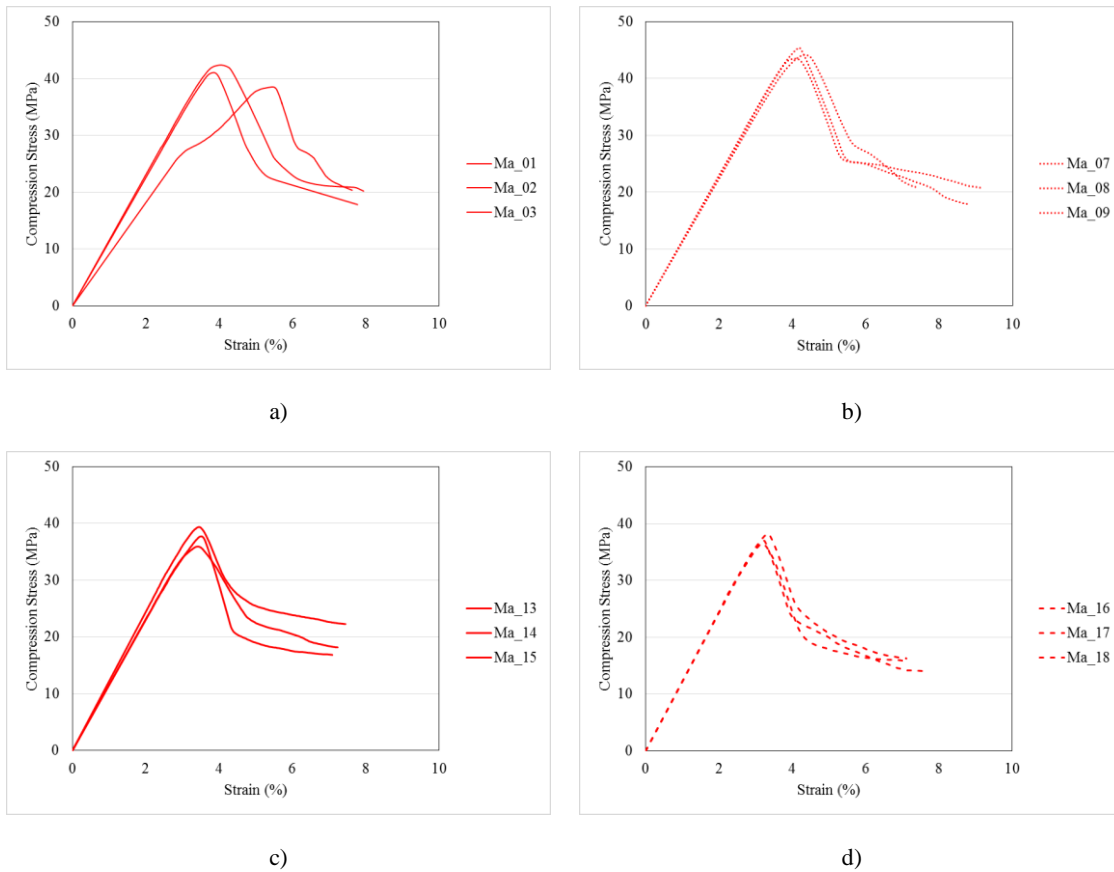 50
40
30
20
10
0
Compression Stress (MPa)
0 2 4 6 8 10
Strain (%)
Ma_01
Ma_02
Ma_03
a)
50
40
30
20
10
0
Compression Stress (MPa)
0 2 4 6 8 10
Strain (%)
Ma_07
Ma_08
Ma_09
b)
50
40
30
20
10
0
Compression Stress (MPa)
0 2 4 6 8 10
Strain (%)
Ma_13
Ma_14
Ma_15
c)
50
40
30
20
10
0
Compression Stress (MPa)
0 2 4 6 8 10
Strain (%)
Ma_16
Ma_17
Ma_18
d)